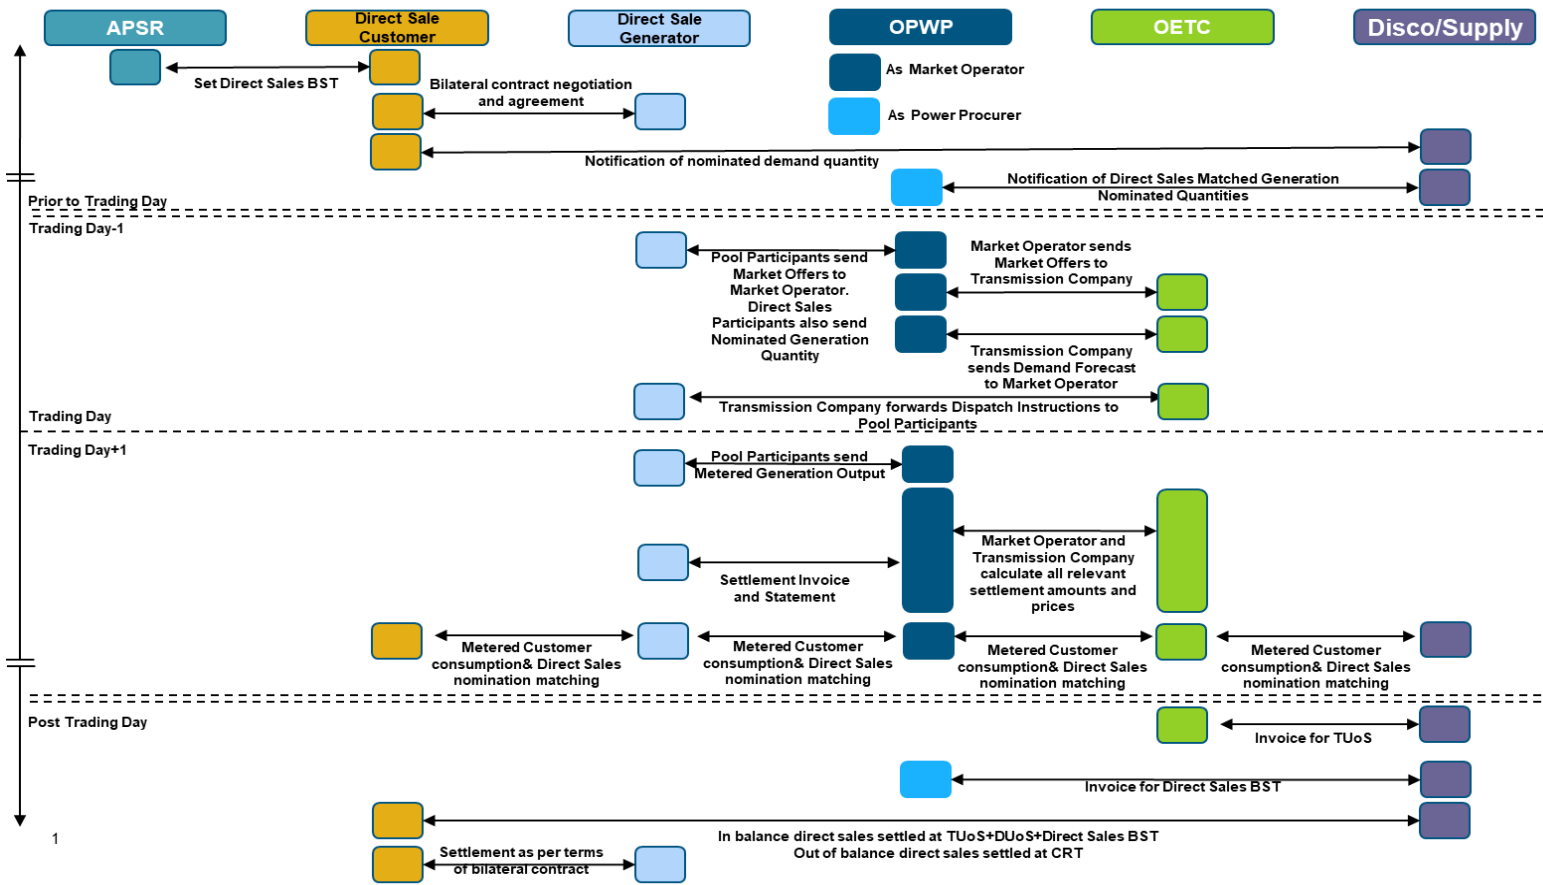 APSR
Direct Sale
Customer
Direct Sale
Generator
OPWP
OETC
Disco/Supply
As Market Operator
As Power Procurer
Set Direct Sales BST
Bilateral contract negotiation
and agreement
Notification of nominated demand quantity
Notification of Direct Sales Matched Generation
Nominated Quantities
Prior to Trading Day
Trading Day-1
Pool Participants send
Market Offers to
Market Operator.
Direct Sales
Participants also send
Nominated Generation
Quantity
Market Operator sends
Market Offers to
Transmission Company
Transmission Company
sends Demand Forecast
to Market Operator
Transmission Company forwards Dispatch Instructions to
Pool Participants
Trading Day
Trading Day+1
Pool Participants send
Metered Generation Output
Market Operator and
Transmission Company
calculate all relevant
settlement amounts and
prices
Settlement Invoice
and Statement
Metered Customer
consumption& Direct Sales
nomination matching
Metered Customer
consumption& Direct Sales
nomination matching
Metered Customer
consumption& Direct Sales
nomination matching
Metered Customer
consumption& Direct Sales
nomination matching
Post Trading Day
Invoice for TUoS
Invoice for Direct Sales BST
In balance direct sales settled at TUoS+DUoS+Direct Sales BST
Out of balance direct sales settled at CRT
Settlement as per terms
of bilateral contract
1